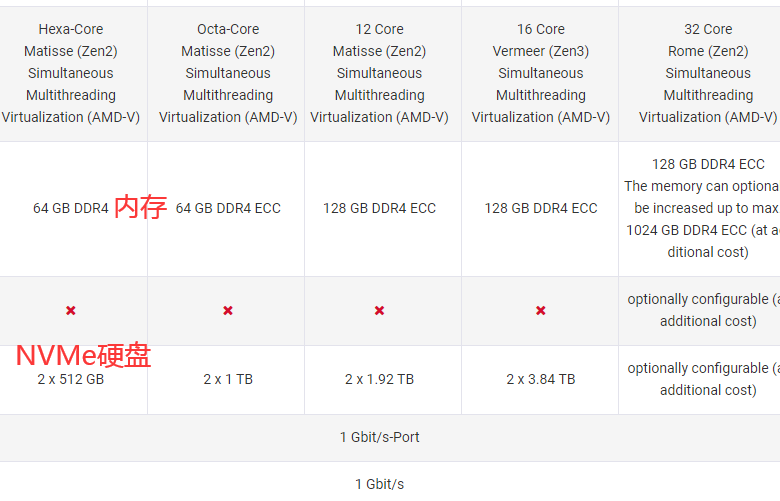 Hexa-Core
Matisse (Zen2)
Simultaneous
Multithreading
Virtualization (AMD-V)
Octa-Core
Matisse (Zen2)
Simultaneous
Multithreading
Virtualization (AMD-V)
12 Core
Matisse (Zen2)
Simultaneous
Multithreading
Virtualization (AMD-V)
16 Core
Vermeer (Zen3)
Simultaneous
Multithreading
Virtualization (AMD-V)
32 Core
Rome (Zen2)
Simultaneous
Multithreading
Virtualization (AMD-V)
64 GB DDR4
内存
64 GB DDR4 ECC
128 GB DDR4 ECC
128 GB DDR4 ECC
128 GB DDR4 ECC
The memory can optiona
be increased up to max
1024 GB DDR4 ECC (at a
ditional cost)
optionally configurable (a
additional cost)
NVMe硬盘
2 x 512 GB
2 x 1 TB
2 x 1.92 TB
2 x 3.84 TB
optionally configurable (a
additional cost)
1 Gbit/s-Port
1 Gbit/s